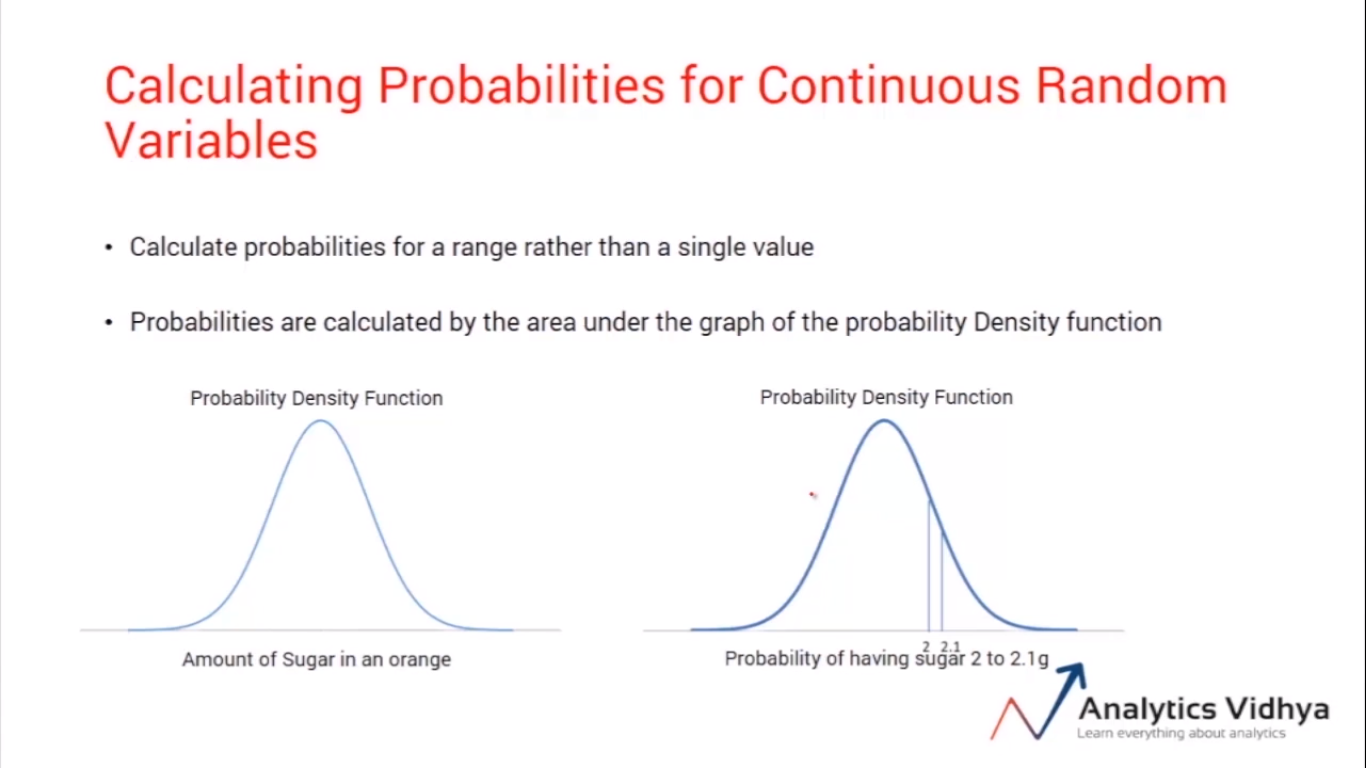 Calculating Probabilities for Continuous Random
Variables
• Calculate probabilities for a range rather than a single value
• Probabilities are calculated by the area under the graph of the probability Density function
Probability Density Function
Amount of Sugar in an orange
Probability Density Function
2 2.1
Probability of having sugar 2 to 2.1g
Analytics Vidhya
Learn everything about analytics